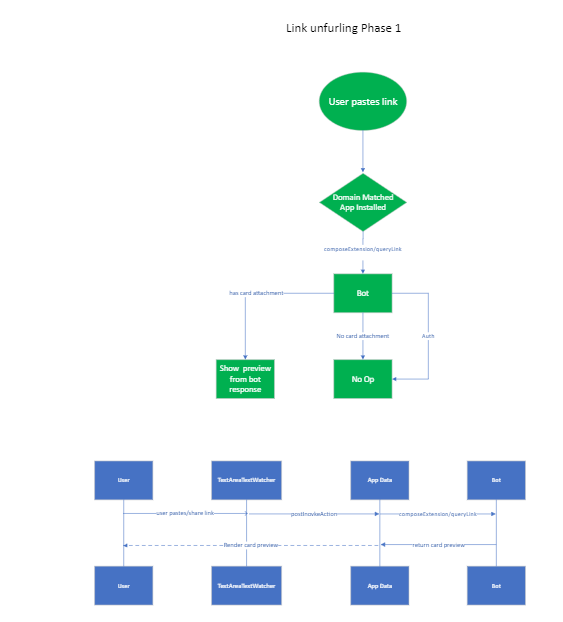 Link unfurling Phase 1
User pastes link
Domain Matched
App Installed
composeExtension/queryLink
Bot
has card attachment
No card attachment
Auth
Show preview
from bot
response
No Op
User
TextAreaTextWatcher
App Data
Bot
user pastes/share link
postInovkeAction
composeExtension/queryLink
Render card preview
return card preview
User
TextAreaTextWatcher
App Data
Bot